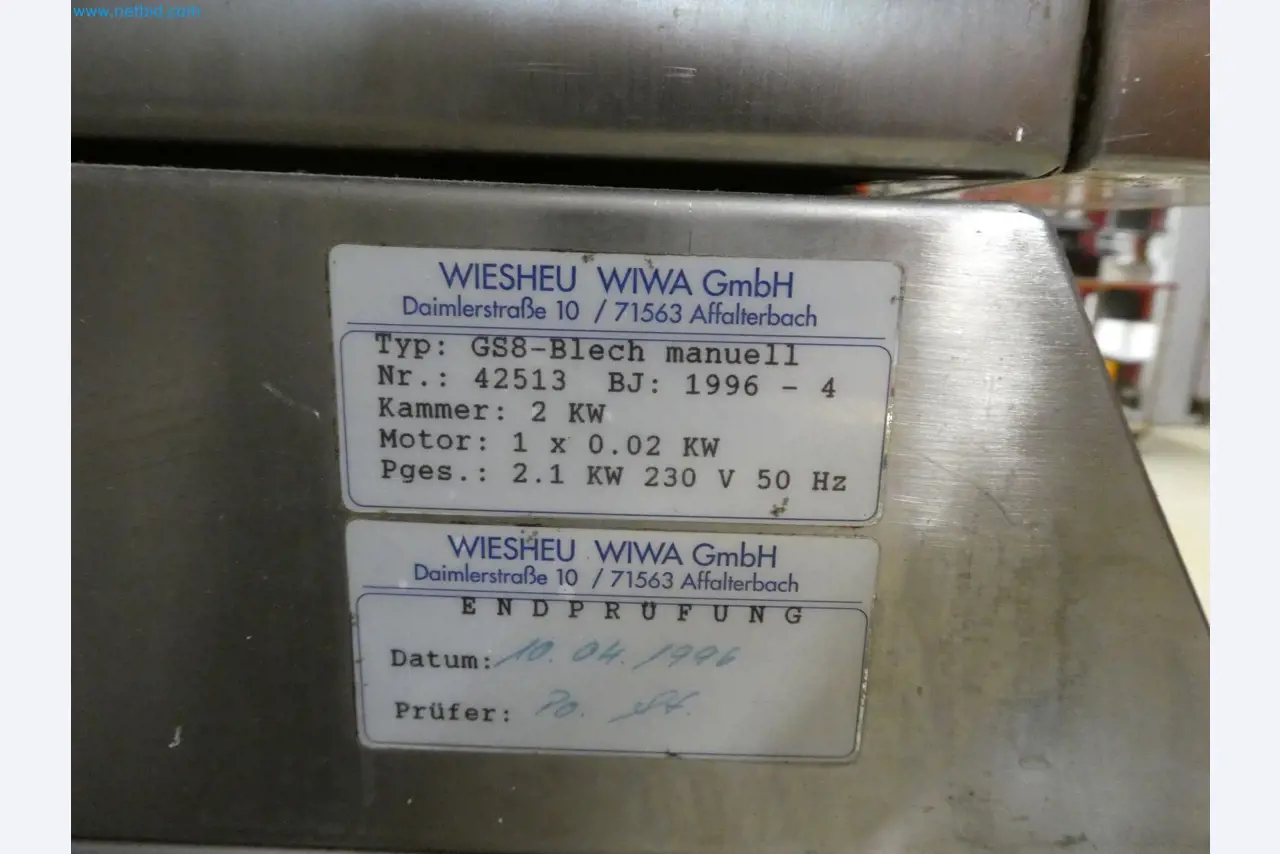 www.netbid.com
WIESHEU WIWA GmbH
Daimlerstraße 10 / 71563 Affalterbach
Typ: GS8-Blech manuell
Nr.: 42513 BJ: 1996 - 4
Kammer: 2 KW
Motor: 1 x 0.02 KW
Pges.: 2.1 KW 230 V 50 Hz
WIESHEU WIWA GmbH
Daimlerstraße 10 / 71563 Affalterbach
ENDPRÜFUNG
Datum: 10.04.1996
Prüfer: